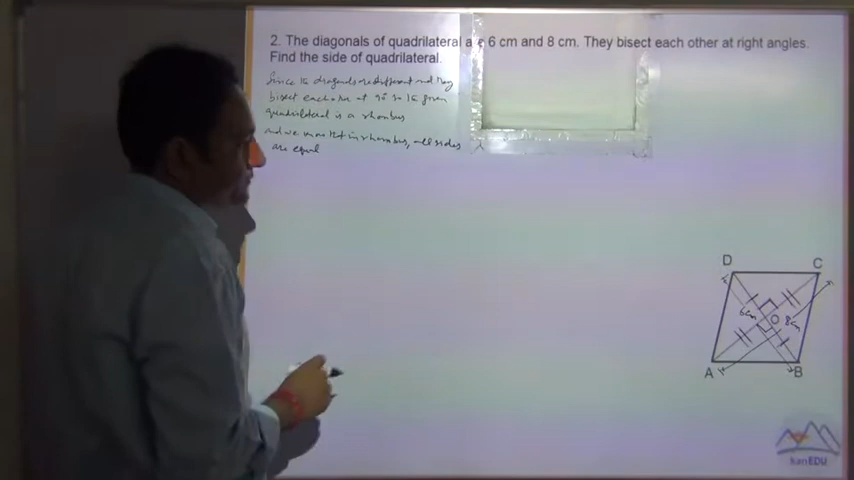 2. The diagonals of quadrilateral a e 6 cm and 8 cm. They bisect each other at right angles.
Find the side of quadrilateral.
Since the diagonals are different and they
bisect each other at 90 so the given
quadrilateral is a rhombus
and we know that in rhombus, all sides
are equal
D
C
6cm
O
8cm
A
B
kanEDU